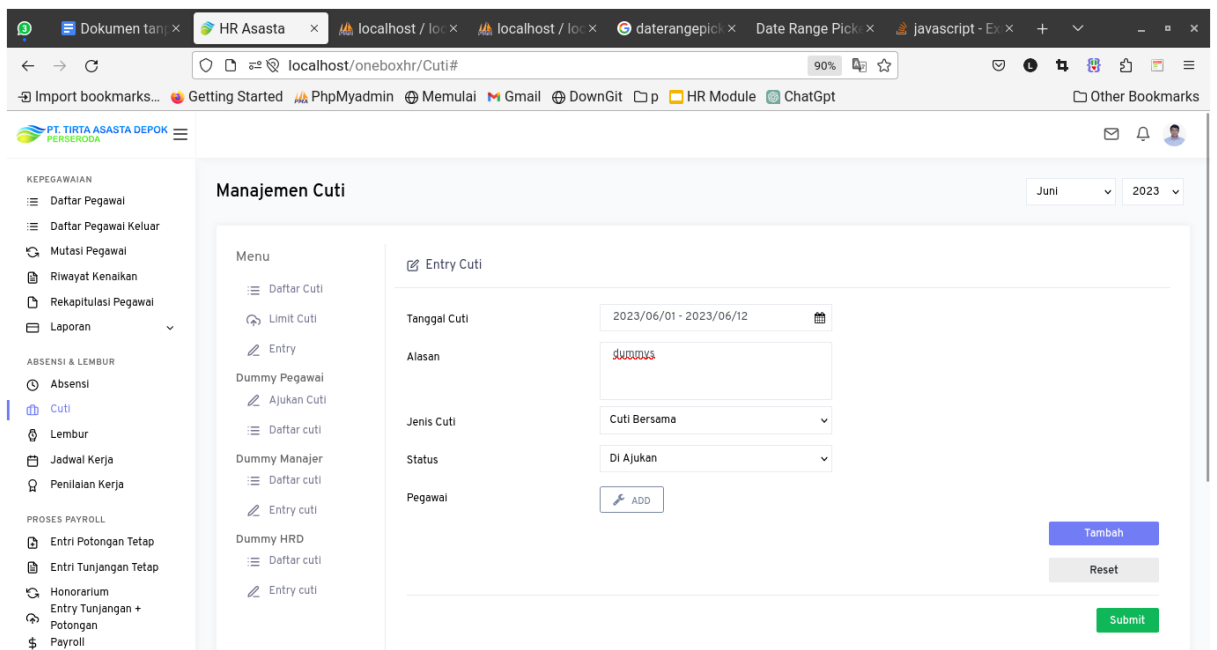 Dokumen tan
HR Asasta
localhost / loc
localhost / loc
daterangepick
Date Range Pick
javascript - Ex
localhost/oneboxhr/Cuti#
90%
Import bookmarks...
Getting Started
PhpMyadmin
Memulai
Gmail
DownGit
p
HR Module
ChatGpt
Other Bookmarks
PT. TIRTA ASASTA DEPOK
PERSERODA
KEPEGAWAIAN
Daftar Pegawai
Daftar Pegawai Keluar
Mutasi Pegawai
Riwayat Kenaikan
Rekapitulasi Pegawai
Laporan
ABSENSI & LEMBUR
Absensi
Cuti
Lembur
Jadwal Kerja
Penilaian Kerja
PROSES PAYROLL
Entri Potongan Tetap
Entri Tunjangan Tetap
Honorarium
Entry Tunjangan +
Potongan
Payroll
Manajemen Cuti
Juni
2023
Menu
Daftar Cuti
Limit Cuti
Entry
Dummy Pegawai
Ajukan Cuti
Daftar cuti
Dummy Manajer
Daftar cuti
Entry cuti
Dummy HRD
Daftar cuti
Entry cuti
Entry Cuti
Tanggal Cuti
2023/06/01 - 2023/06/12
Alasan
dummys
Jenis Cuti
Cuti Bersama
Status
Di Ajukan
Pegawai
ADD
Tambah
Reset
Submit